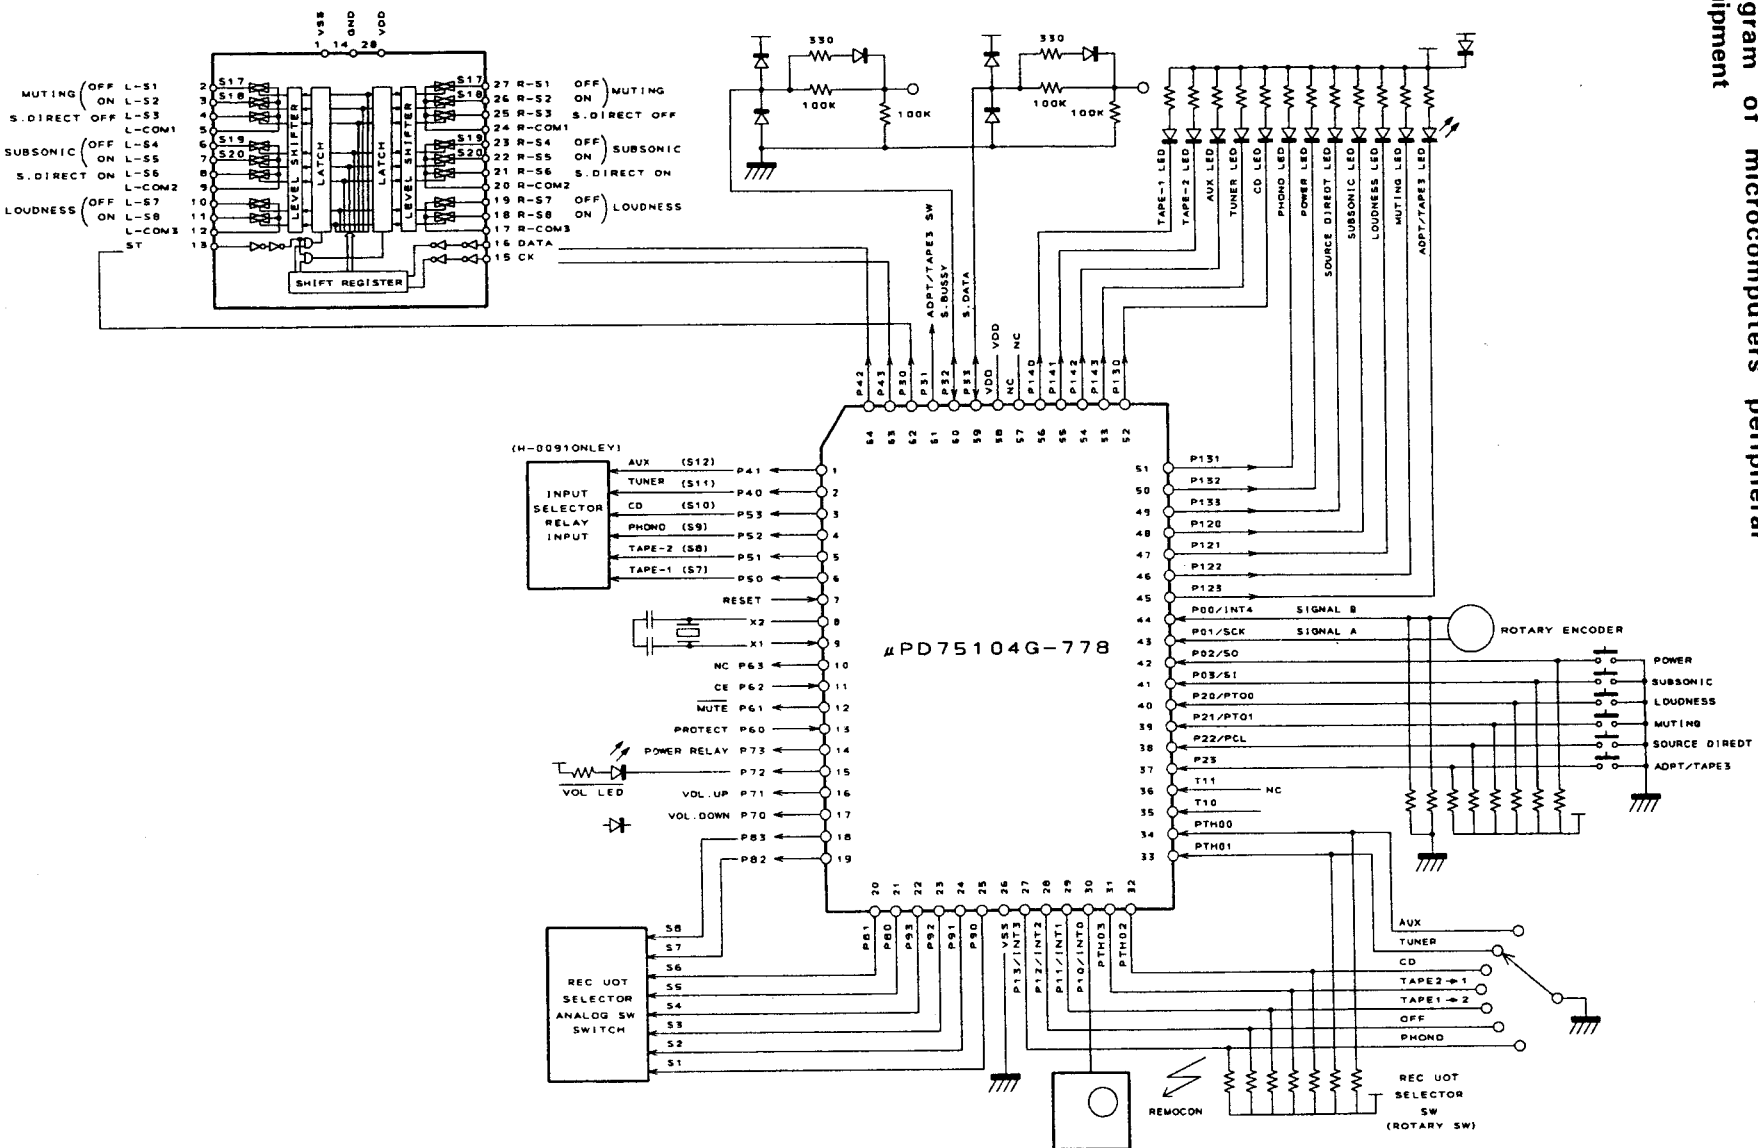 gram of microcomputers peripheral
ipment
VSS
GND
VDD
1 14 28
MUTING
OFF L-S1 2
ON L-S2 3
S.DIRECT OFF L-S3 4
L-COM1 5
SUBSONIC
OFF L-S4 6
ON L-S5 7
S.DIRECT ON L-S6 8
L-COM2 9
LOUDNESS
OFF L-S7 10
ON L-S8 11
L-COM3 12
ST 13
S17
S18
S19
S20
LEVEL SHIFTER
LATCH
LATCH
LEVEL SHIFTER
SHIFT REGISTER
S17
S18
S19
S20
27 R-S1 OFF
26 R-S2 ON
MUTING
25 R-S3 S.DIRECT OFF
24 R-COM1
23 R-S4 OFF
22 R-S5 ON
SUBSONIC
21 R-S6 S.DIRECT ON
20 R-COM2
19 R-S7 OFF
18 R-S8 ON
LOUDNESS
17 R-COM3
16 DATA
15 CK
330
100K
100K
330
100K
100K
TAPE-1 LED
TAPE-2 LED
AUX LED
TUNER LED
CD LED
PHONO LED
POWER LED
SOURCE DIREDT LED
SUBSONIC LED
LOUDNESS LED
MUTING LED
ADPT/TAPE3 LED
ADPT/TAPE3 SW
S.BUSSY
S.DATA
VDD
NC
P42
P43
P30
P31
P32
P33
VDD
NC
P140
P141
P142
P143
P130
64 63 62 61 60 59 58 57 56 55 54 53 52
(H-0091ONLEY)
INPUT
SELECTOR
RELAY
INPUT
AUX (S12) P41 1
TUNER (S11) P40 2
CD (S10) P53 3
PHONO (S9) P52 4
TAPE-2 (S8) P51 5
TAPE-1 (S7) P50 6
RESET 7
X2 8
X1 9
NC P63 10
CE P62 11
MUTE P61 12
PROTECT P60 13
POWER RELAY P73 14
P72 15
VOL LED
VOL.UP P71 16
VOL.DOWN P70 17
P83 18
P82 19
µPD75104G-778
51 P131
50 P132
49 P133
48 P120
47 P121
46 P122
45 P123
44 P00/INT4 SIGNAL B
43 P01/SCK SIGNAL A
ROTARY ENCODER
42 P02/SO POWER
41 P03/SI SUBSONIC
40 P20/PTO0 LOUDNESS
39 P21/PTO1 MUTING
38 P22/PCL SOURCE DIREDT
37 P23 ADPT/TAPE3
36 T11 NC
35 T10
34 PTH00
33 PTH01
20 21 22 23 24 25 26 27 28 29 30 31 32
P81
P80
P93
P92
P91
P90
VSS
P13/INT3
P12/INT2
P11/INT1
P10/INT0
PTH03
PTH02
REC UOT
SELECTOR
ANALOG SW
SWITCH
S8
S7
S6
S5
S4
S3
S2
S1
AUX
TUNER
CD
TAPE2→1
TAPE1→2
OFF
PHONO
REMOCON
REC UOT
SELECTOR
SW
(ROTARY SW)